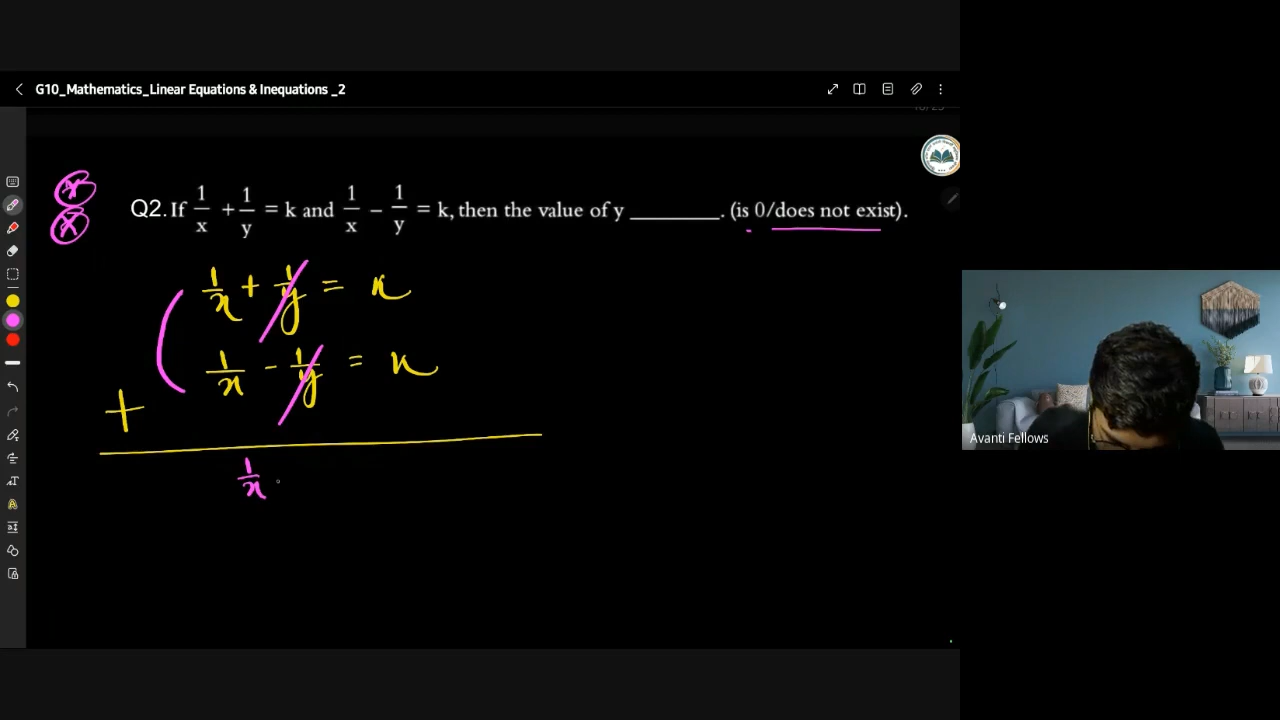 G10_Mathematics_Linear Equations & Inequations _2
Q2. If 1/x + 1/y = k and 1/x - 1/y = k, then the value of y ________. (is 0/does not exist).
1/x + 1/y = k
1/x - 1/y = k
+
1/x
Avanti Fellows